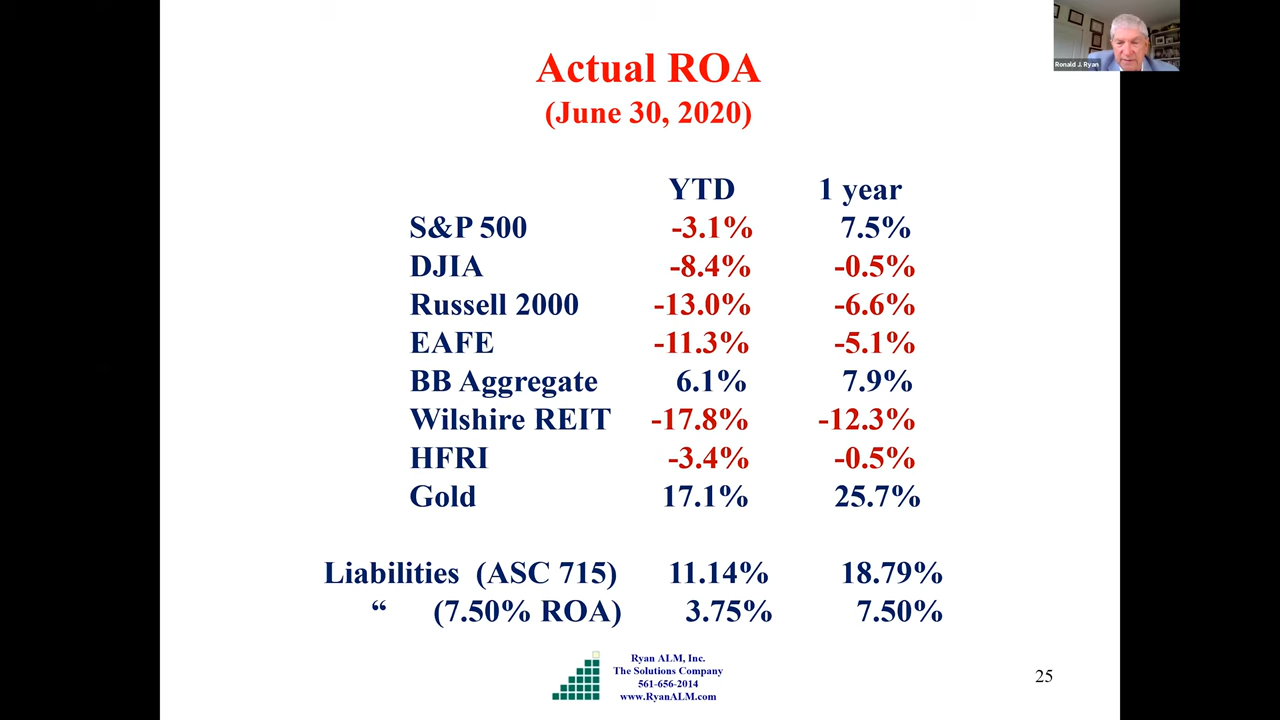 Ronald J. Ryan
Actual ROA
(June 30, 2020)
YTD 1 year
S&P 500 -3.1% 7.5%
DJIA -8.4% -0.5%
Russell 2000 -13.0% -6.6%
EAFE -11.3% -5.1%
BB Aggregate 6.1% 7.9%
Wilshire REIT -17.8% -12.3%
HFRI -3.4% -0.5%
Gold 17.1% 25.7%
Liabilities (ASC 715) 11.14% 18.79%
“ (7.50% ROA) 3.75% 7.50%
Ryan ALM, Inc.
The Solutions Company
561-656-2014
www.RyanALM.com
25